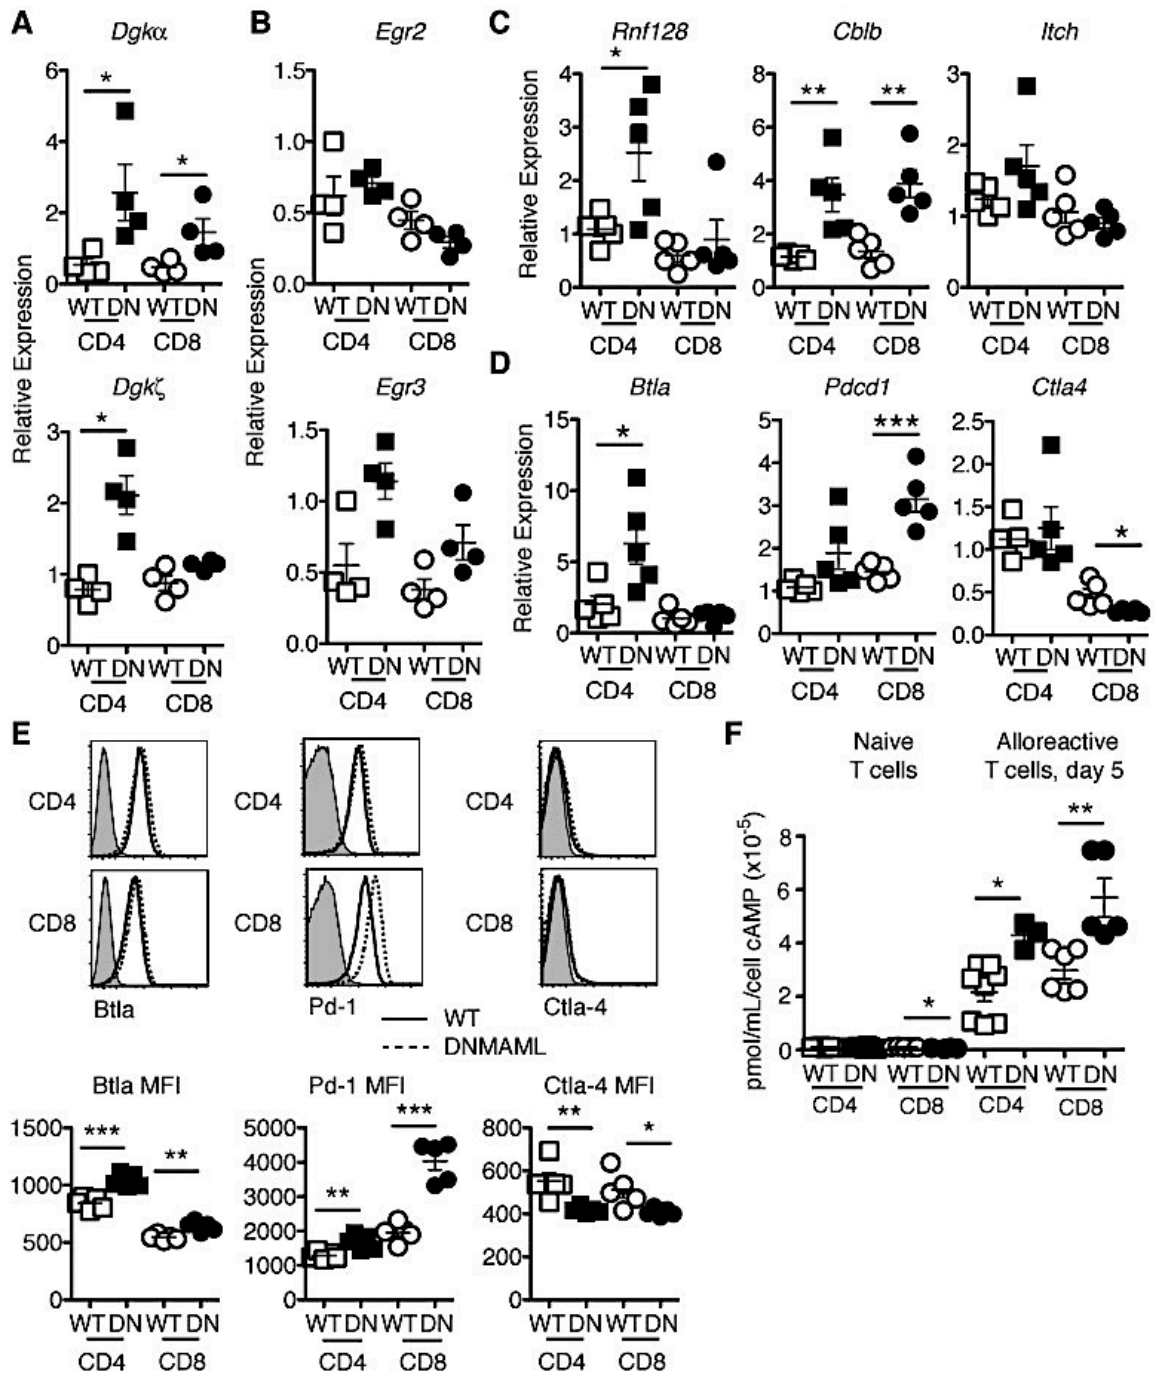 A
Dgkα
*
*
6
4
2
0
WT DN WT DN
CD4 CD8
Relative Expression
Dgkζ
*
3
2
1
0
WT DN WT DN
CD4 CD8
B
Egr2
1.5
1.0
0.5
0.0
WT DN WT DN
CD4 CD8
Relative Expression
Egr3
1.5
1.0
0.5
0.0
WT DN WT DN
CD4 CD8
C
Rnf128
*
4
3
2
1
0
Relative Expression
WT DN WT DN
CD4 CD8
Cblb
** **
8
6
4
2
0
WT DN WT DN
CD4 CD8
Itch
3
2
1
0
WT DN WT DN
CD4 CD8
D
Btla
*
15
10
5
0
Relative Expression
WT DN WT DN
CD4 CD8
Pdcd1
***
5
4
3
2
1
0
WT DN WT DN
CD4 CD8
Ctla4
*
2.5
2.0
1.5
1.0
0.5
0.0
WT DN WT DN
CD4 CD8
E
CD4 CD4 CD4
CD8 CD8 CD8
Btla Pd-1 Ctla-4
WT
DNMAML
Btla MFI
*** **
1500
1000
500
0
WT DN WT DN
CD4 CD8
Pd-1 MFI
** ***
5000
4000
3000
2000
1000
0
WT DN WT DN
CD4 CD8
Ctla-4 MFI
** *
800
600
400
200
0
WT DN WT DN
CD4 CD8
F
Naive
T cells
Alloreactive
T cells, day 5
* * **
pmol/mL/cell cAMP (x10⁻⁵)
8
6
4
2
0
WT DN WT DN WT DN WT DN
CD4 CD8 CD4 CD8